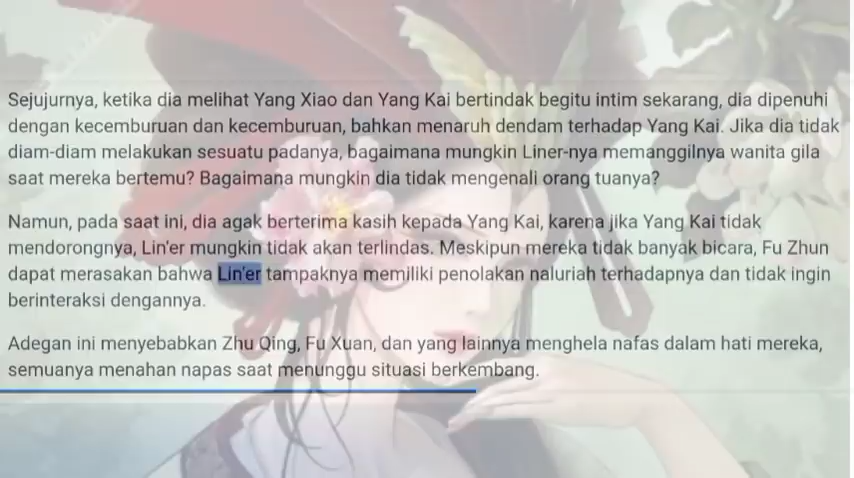 Sejujurnya, ketika dia melihat Yang Xiao dan Yang Kai bertindak begitu intim sekarang, dia dipenuhi
dengan kecemburuan dan kecemburuan, bahkan menaruh dendam terhadap Yang Kai. Jika dia tidak
diam-diam melakukan sesuatu padanya, bagaimana mungkin Liner-nya memanggilnya wanita gila
saat mereka bertemu? Bagaimana mungkin dia tidak mengenali orang tuanya?
Namun, pada saat ini, dia agak berterima kasih kepada Yang Kai, karena jika Yang Kai tidak
mendorongnya, Lin'er mungkin tidak akan terlindas. Meskipun mereka tidak banyak bicara, Fu Zhun
dapat merasakan bahwa Lin'er tampaknya memiliki penolakan naluriah terhadapnya dan tidak ingin
berinteraksi dengannya.
Adegan ini menyebabkan Zhu Qing, Fu Xuan, dan yang lainnya menghela nafas dalam hati mereka,
semuanya menahan napas saat menunggu situasi berkembang.